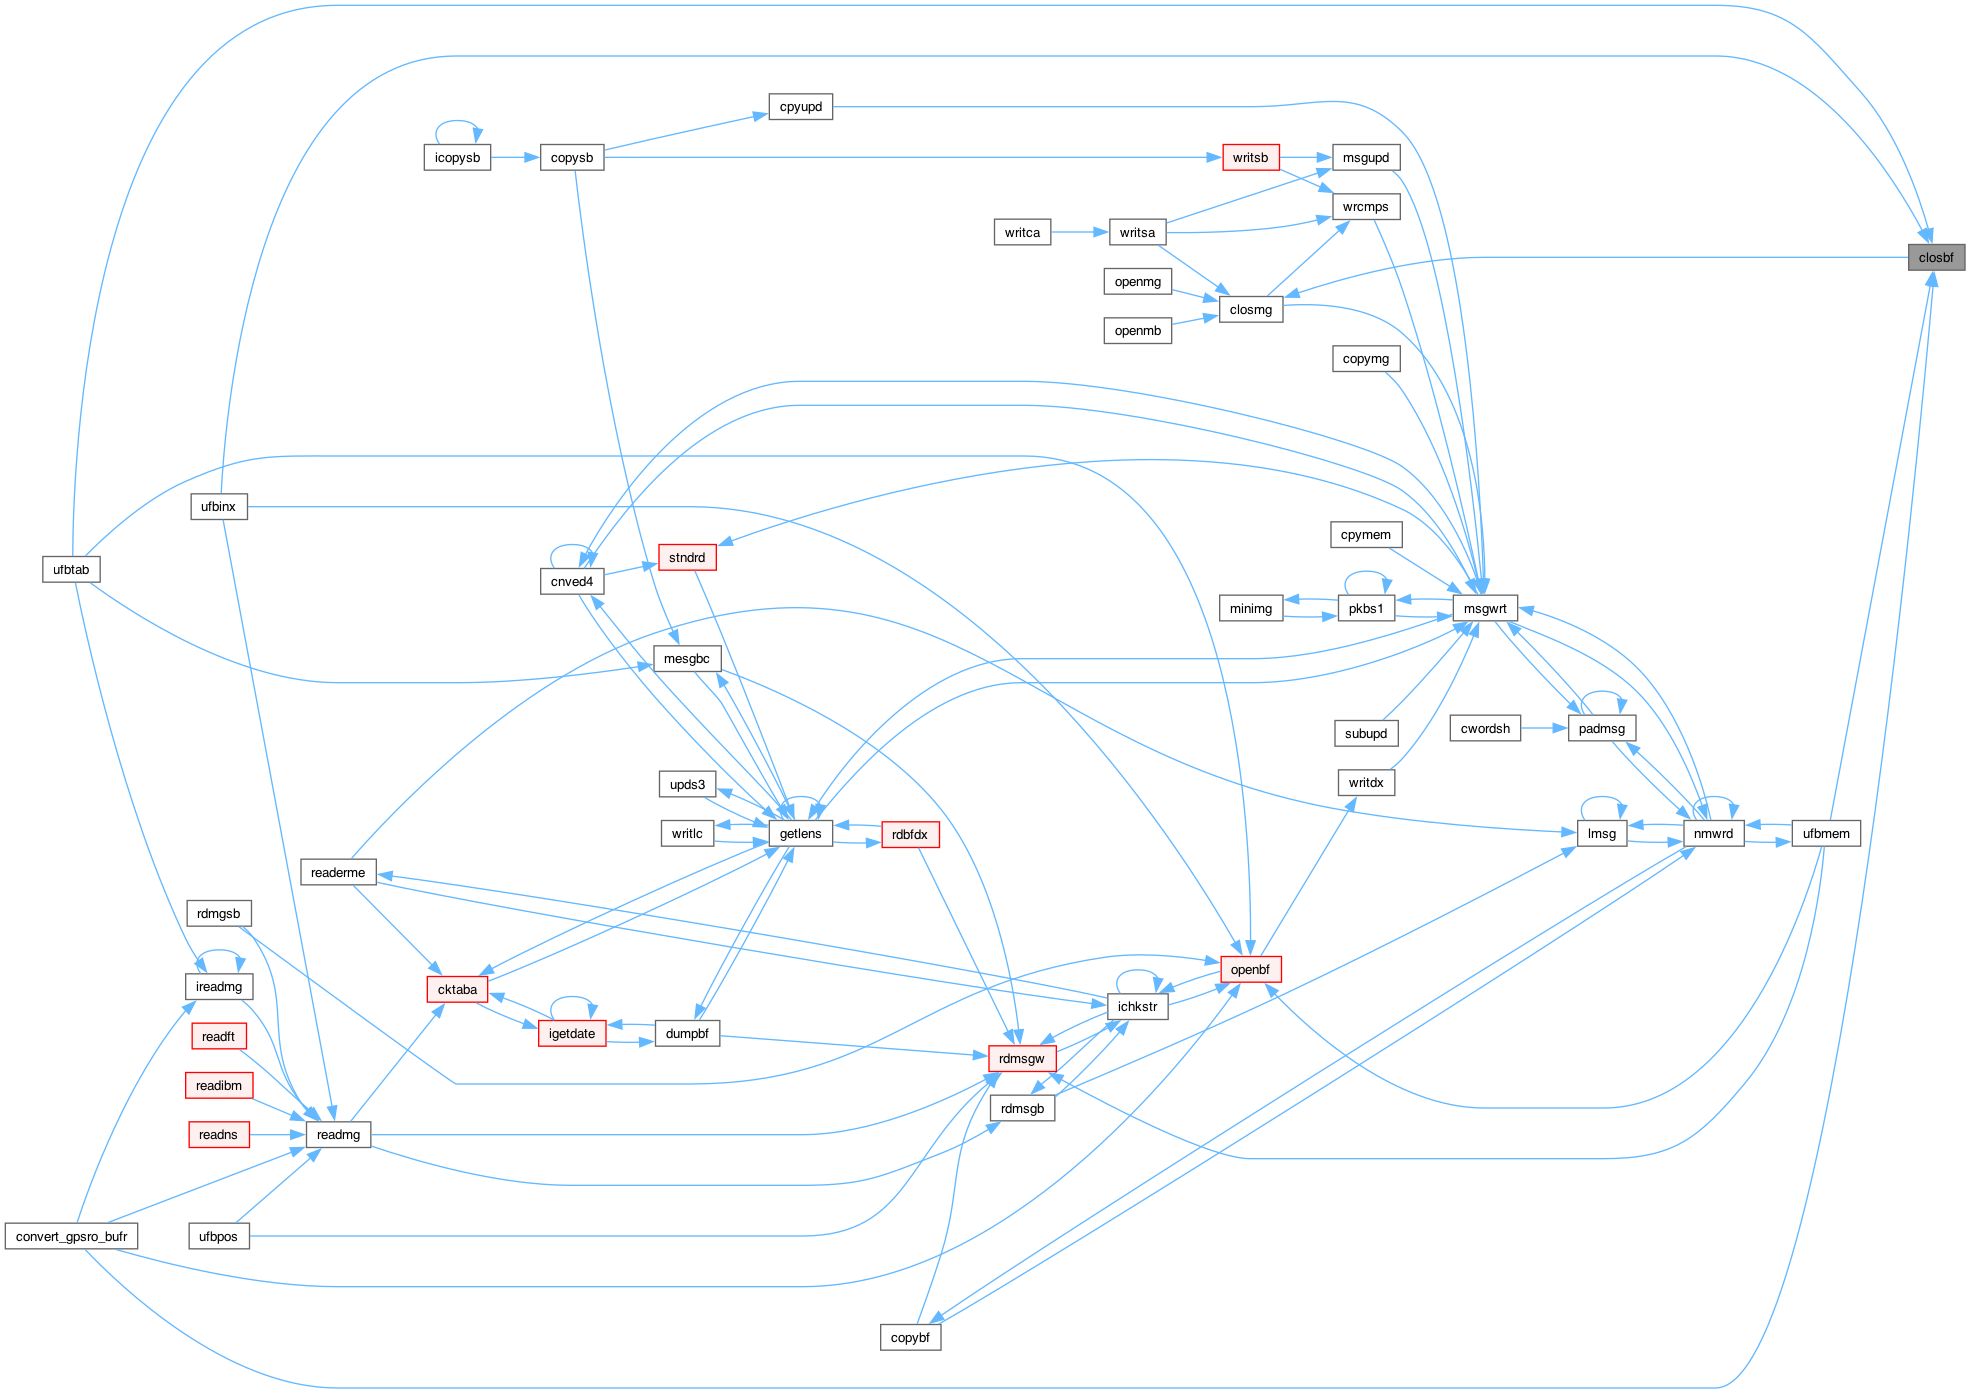 cpyupd
icopysb
copysb
writsb
msgupd
wrcmps
writca
writsa
closbf
openmg
closmg
openmb
copymg
ufbinx
cpymem
stndrd
ufbtab
cnved4
minimg
pkbs1
msgwrt
mesgbc
subupd
cwordsh
padmsg
upds3
writdx
writlc
getlens
rdbfdx
lmsg
nmwrd
ufbmem
readerme
rdmgsb
openbf
ireadmg
cktaba
ichkstr
readft
igetdate
dumpbf
rdmsgw
readibm
rdmsgb
readns
readmg
convert_gpsro_bufr
ufbpos
copybf